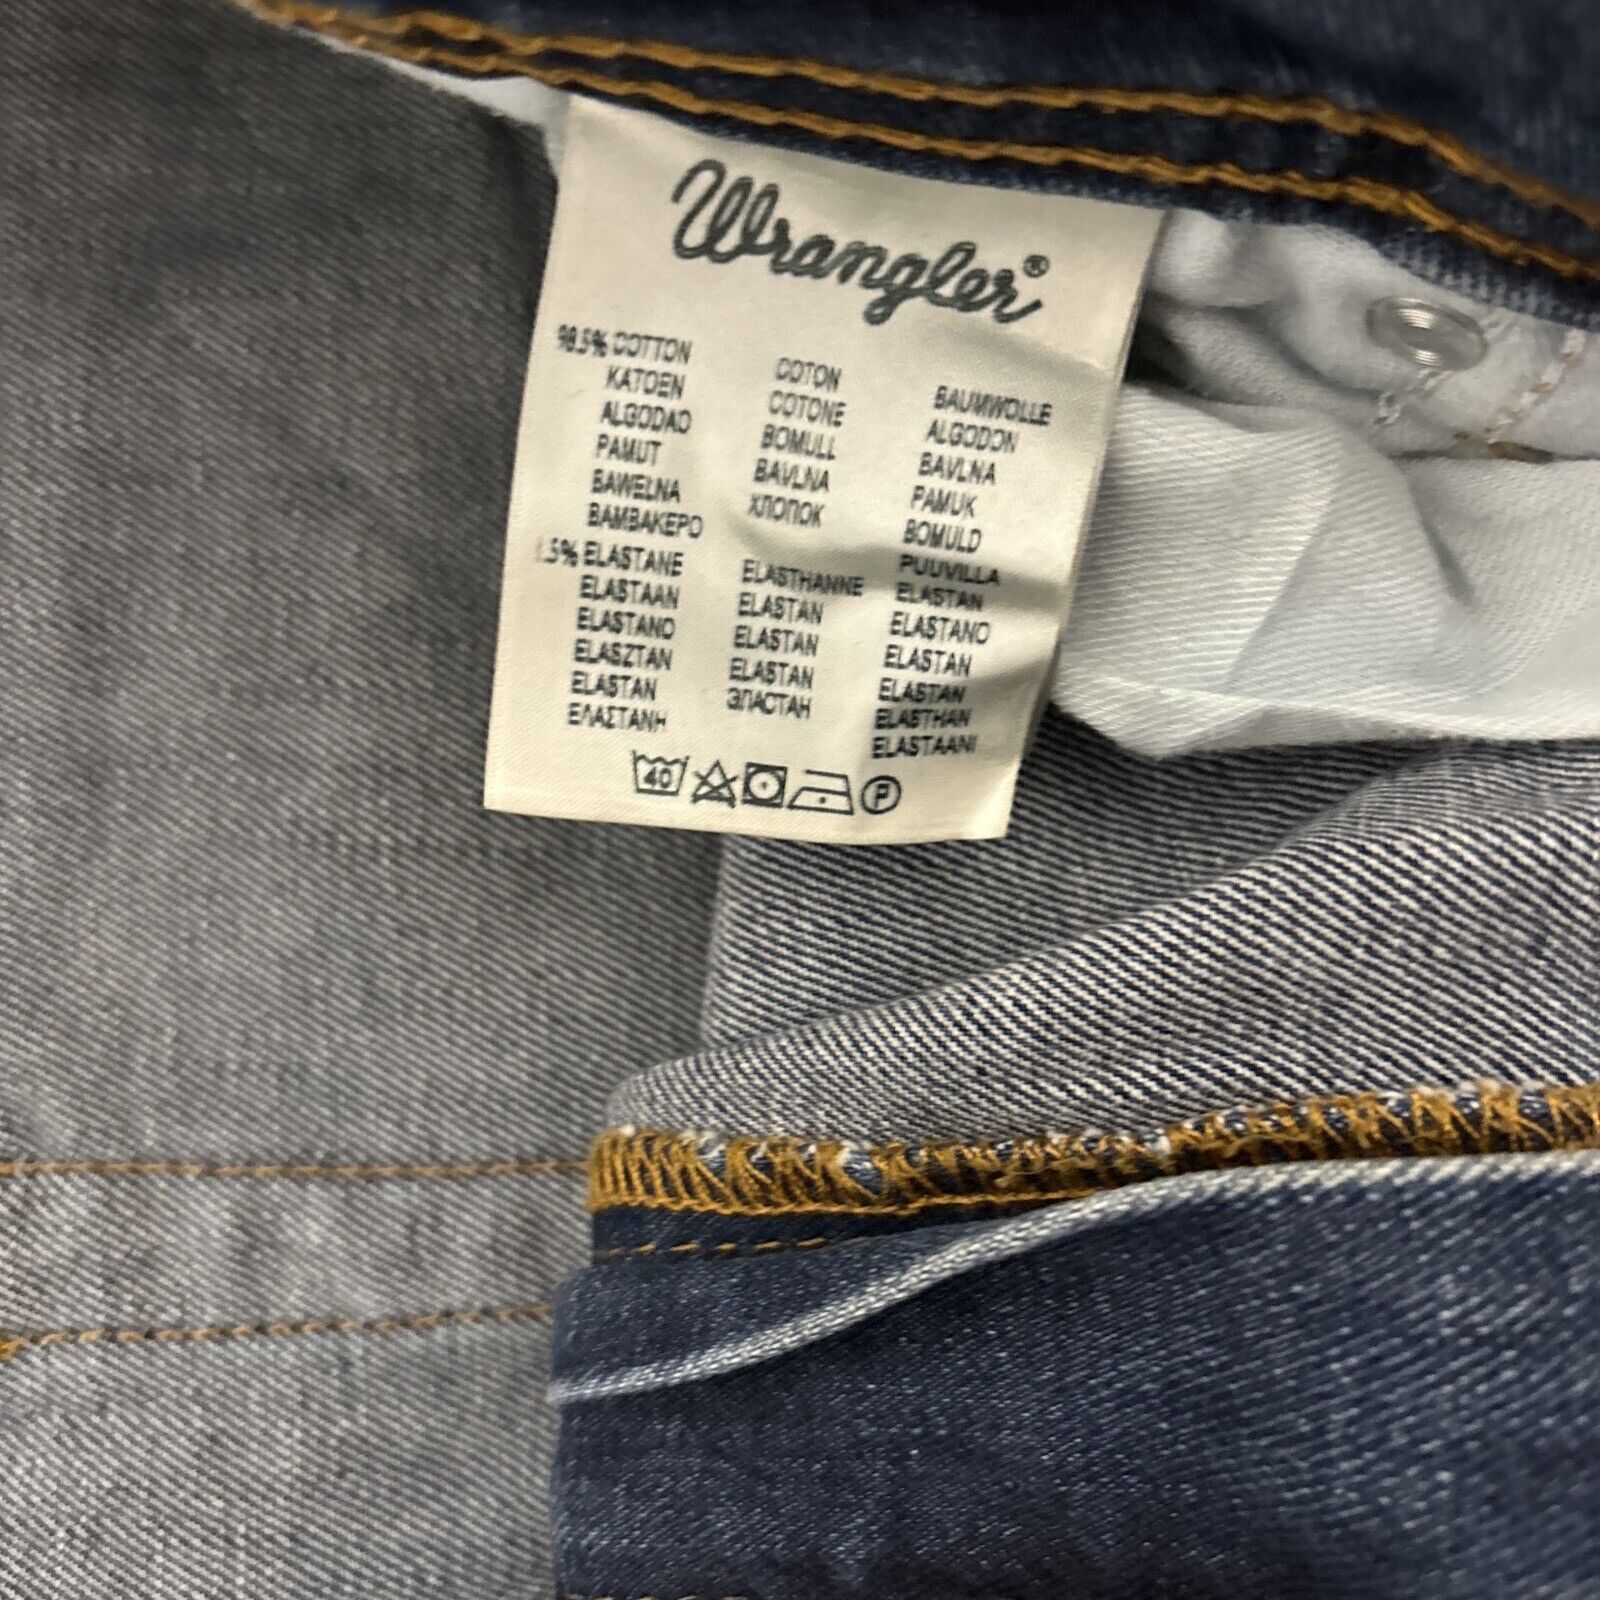 Wrangler®
98.5% COTTON COTON BAUMWOLLE
KATOEN COTONE ALGODON
ALGODAO BOMULL BAVLNA
PAMUT BAVLNA PAMUK
BAWEŁNA ХЛОПОК BOMULD
BAMBAKEPO PUUVILLA
1.5% ELASTANE ELASTHANNE ELASTAN
ELASTAAN ELASTAN ELASTANO
ELASTANO ELASTAN ELASTAN
ELASZTAN ELASTAN ELASTAN
ELASTAN ЭЛАСТАН ELASTHAN
ΕΛΑΣΤΑΝΗ ELASTAANI
40 P